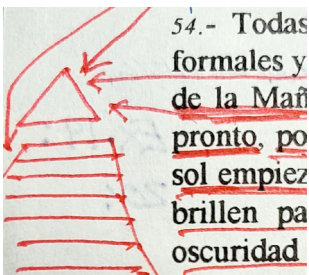 54.- Todas
formales y
de la Mañ
pronto, po
sol empiez
brillen pa
oscuridad